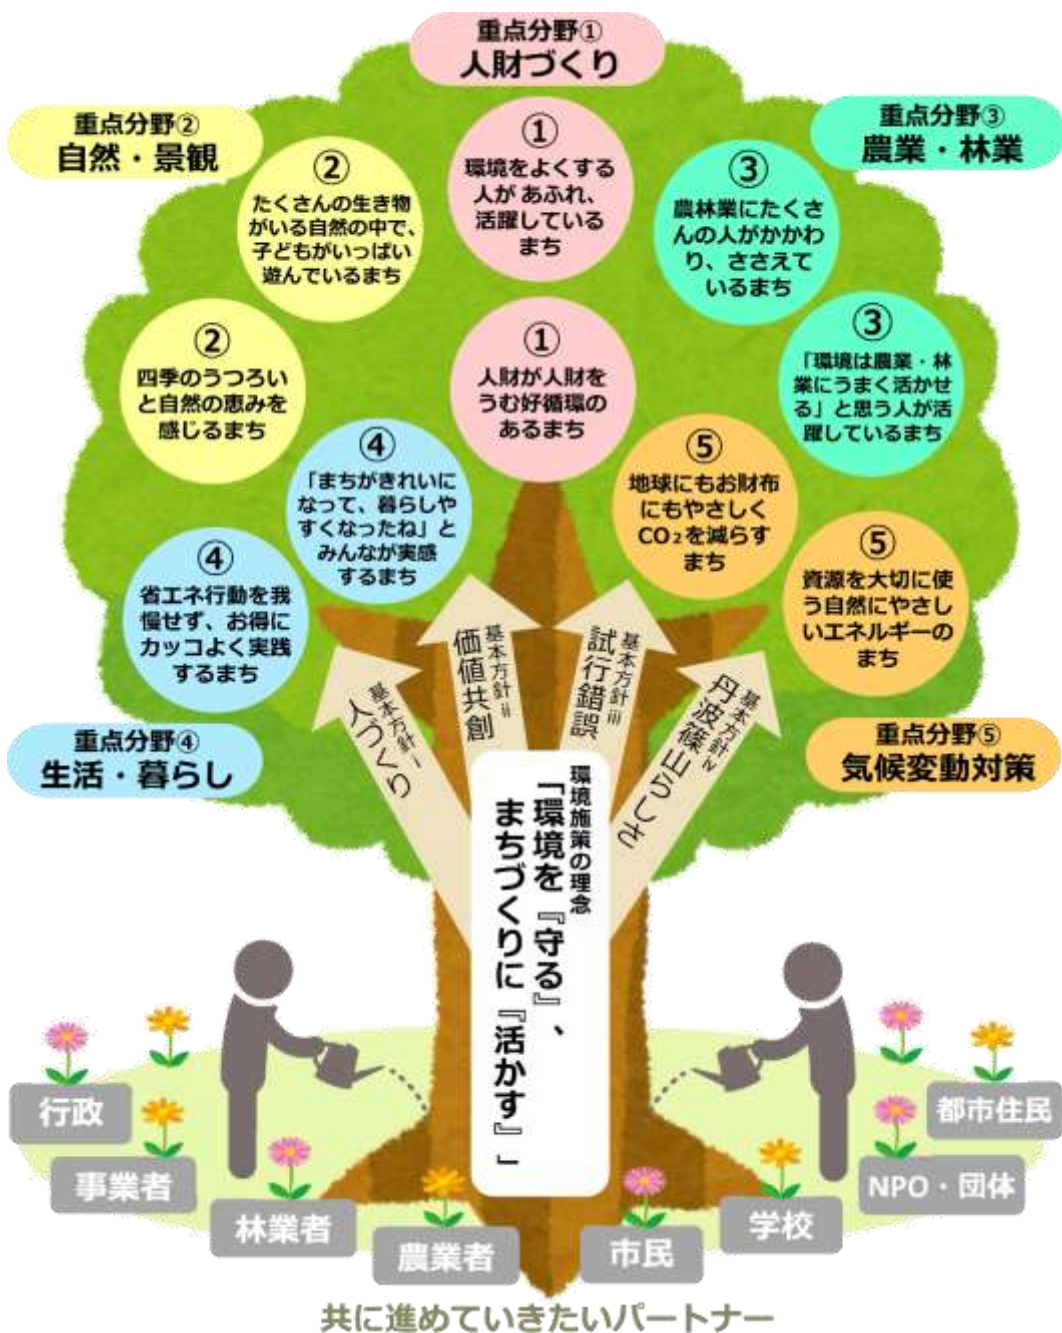 重点分野①
人財づくり
重点分野②
自然・景観
重点分野③
農業・林業
①
環境をよくする
人が あふれ、
活躍している
まち
②
たくさんの生き物
がいる自然の中で、
子どもがいっぱい
遊んでいるまち
③
農林業にたくさ
んの人がかかわ
り、ささえて
いるまち
②
四季のうつろい
と自然の恵みを
感じるまち
①
人財が人財を
うむ好循環の
あるまち
③
「環境は農業・林
業にうまく活かせ
る」と思う人が活
躍しているまち
④
「まちがきれいに
なって、暮らしや
すくなったね」と
みんなが実感
するまち
⑤
地球にもお財布
にもやさしく
CO₂を減らす
まち
④
省エネ行動を我
慢せず、お得に
カッコよく実践
するまち
⑤
資源を大切に使
う自然にやさし
いエネルギーの
まち
重点分野④
生活・暮らし
重点分野⑤
気候変動対策
基本方針ⅰ
人づくり
基本方針ⅱ
価値共創
基本方針ⅲ
試行錯誤
基本方針ⅳ
丹波篠山らしさ
環境施策の理念
「環境を『守る』、
まちづくりに『活かす』」
行政
事業者
林業者
農業者
市民
学校
NPO・団体
都市住民
共に進めていきたいパートナー